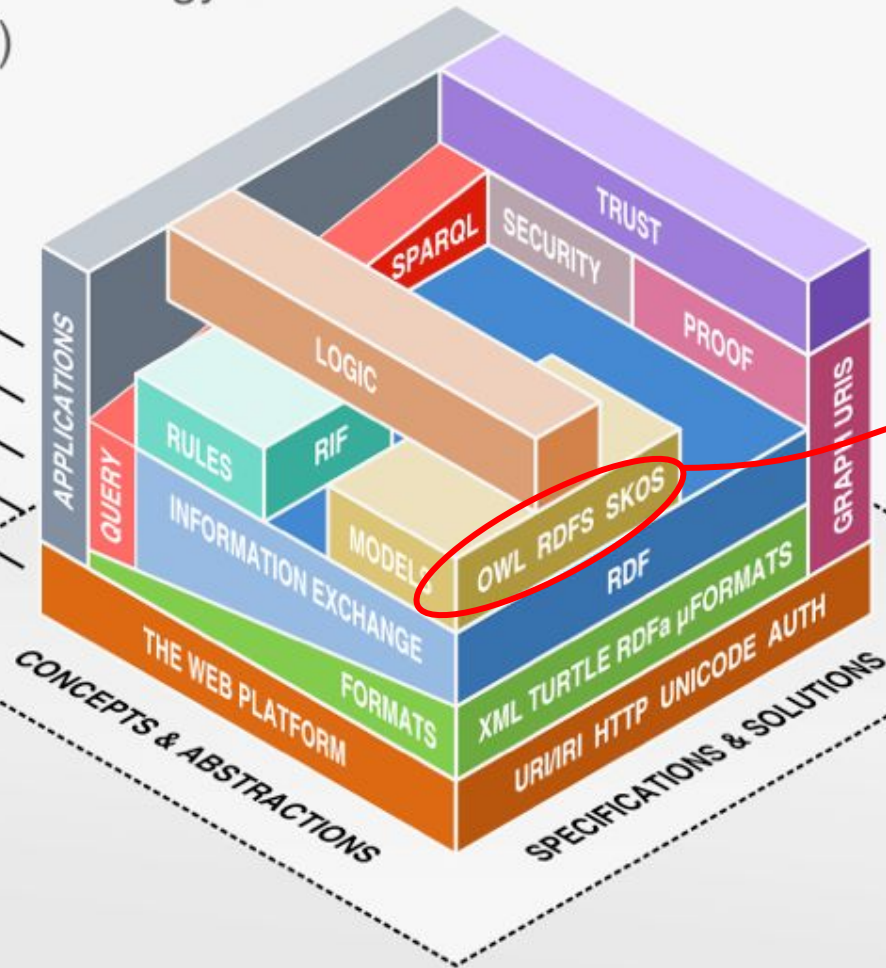 )
TRUST
SPARQL
SECURITY
PROOF
APPLICATIONS
LOGIC
GRAPH URIS
RULES
RIF
QUERY
INFORMATION EXCHANGE
MODELS
OWL RDFS SKOS
RDF
THE WEB PLATFORM
FORMATS
XML TURTLE RDFa µFORMATS
URI/IRI HTTP UNICODE AUTH
CONCEPTS & ABSTRACTIONS
SPECIFICATIONS & SOLUTIONS